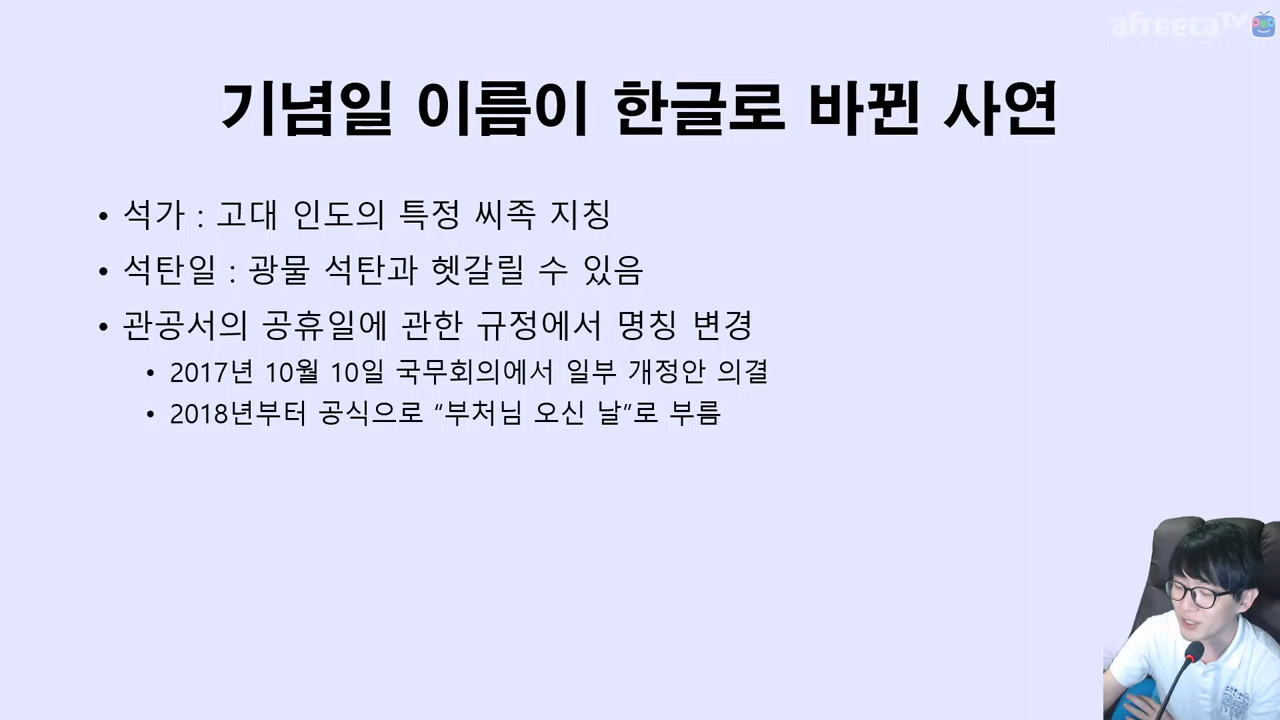 afreecaTV
기념일 이름이 한글로 바뀐 사연
• 석가 : 고대 인도의 특정 씨족 지칭
• 석탄일 : 광물 석탄과 헷갈릴 수 있음
• 관공서의 공휴일에 관한 규정에서 명칭 변경
• 2017년 10월 10일 국무회의에서 일부 개정안 의결
• 2018년부터 공식으로 “부처님 오신 날”로 부름